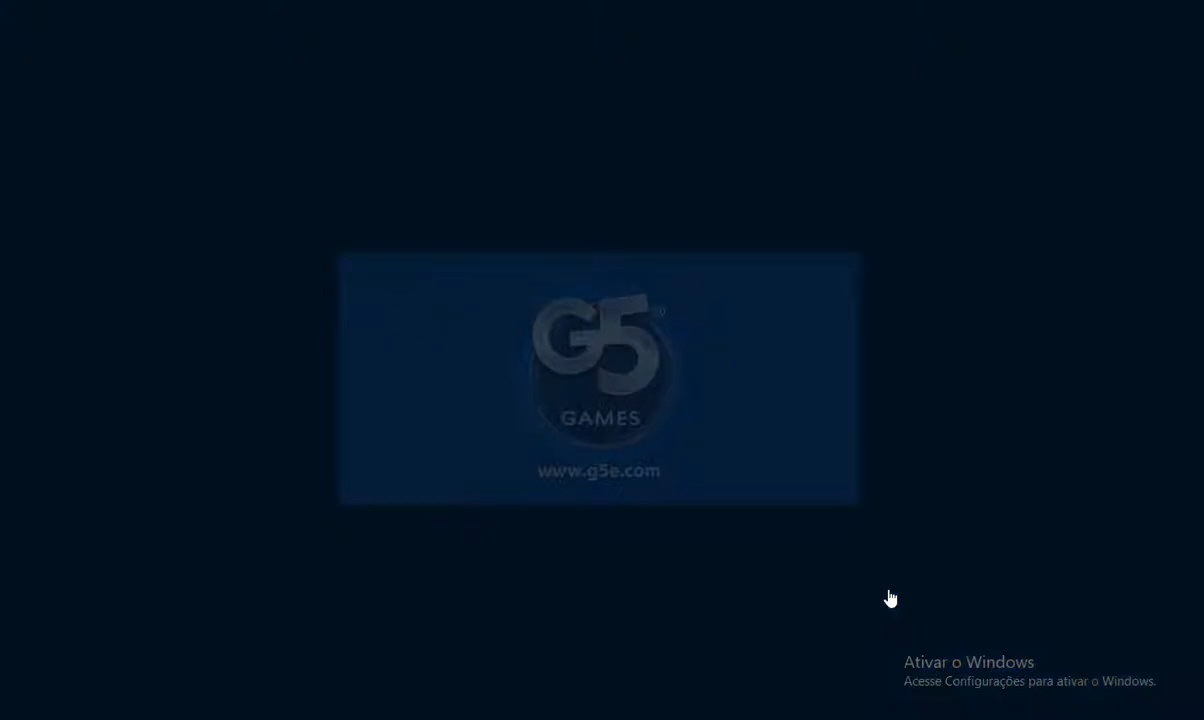 G5®
GAMES
www.g5e.com
Ativar o Windows
Acesse Configurações para ativar o Windows.